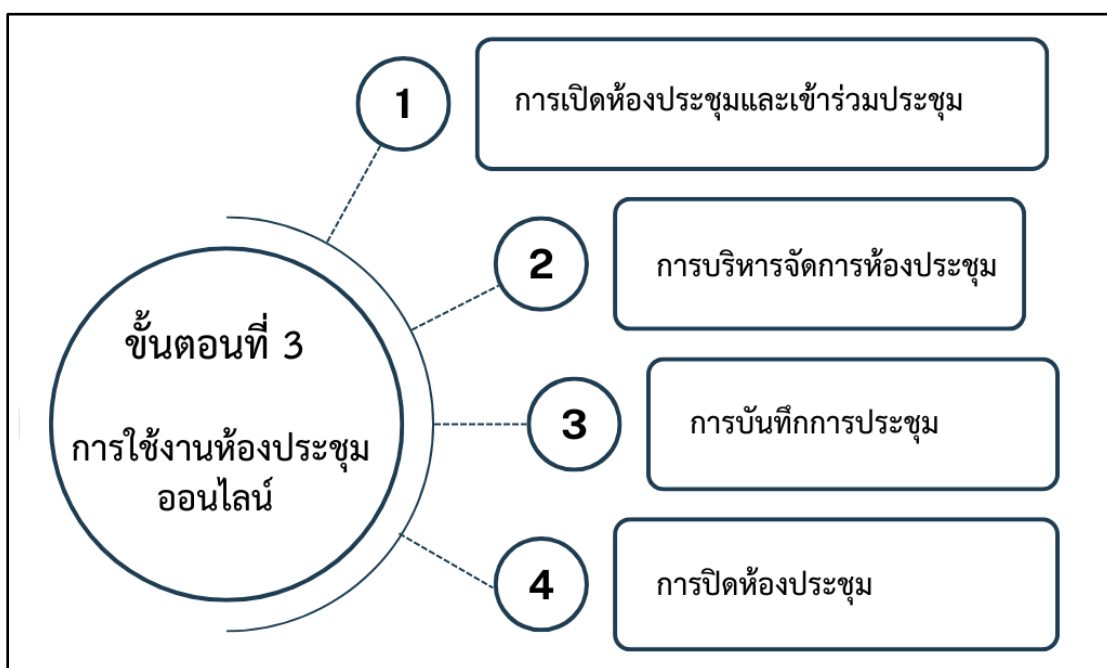 ขั้นตอนที่ 3
การใช้งานห้องประชุม
ออนไลน์
1
การเปิดห้องประชุมและเข้าร่วมประชุม
2
การบริหารจัดการห้องประชุม
3
การบันทึกการประชุม
4
การปิดห้องประชุม